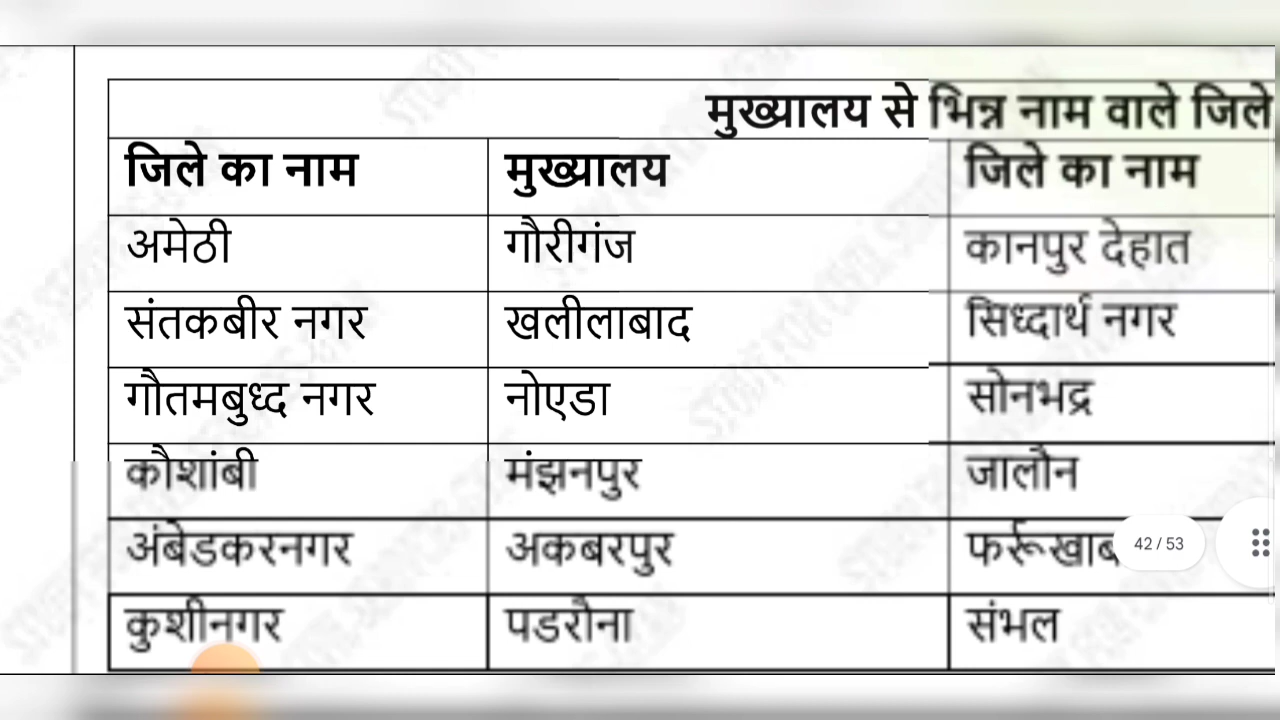 मुख्यालय से भिन्न नाम वाले जिले
जिले का नाम मुख्यालय जिले का नाम
अमेठी गौरीगंज कानपुर देहात
संतकबीर नगर खलीलाबाद सिध्दार्थ नगर
गौतमबुध्द नगर नोएडा सोनभद्र
कौशांबी मंझनपुर जालौन
अंबेडकरनगर अकबरपुर
42 / 53
कुशीनगर पडरौना संभल